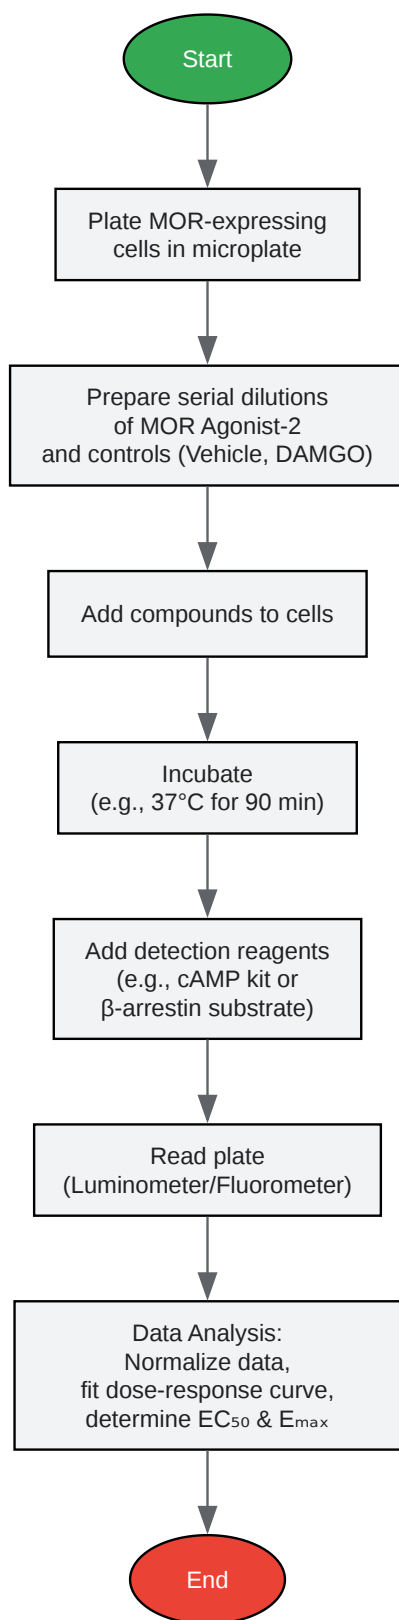 Start
Plate MOR-expressing
cells in microplate
Prepare serial dilutions
of MOR Agonist-2
and controls (Vehicle, DAMGO)
Add compounds to cells
Incubate
(e.g., 37°C for 90 min)
Add detection reagents
(e.g., cAMP kit or
β-arrestin substrate)
Read plate
(Luminometer/Fluorometer)
Data Analysis:
Normalize data,
fit dose-response curve,
determine EC₅₀ & Eₘₐₓ
End